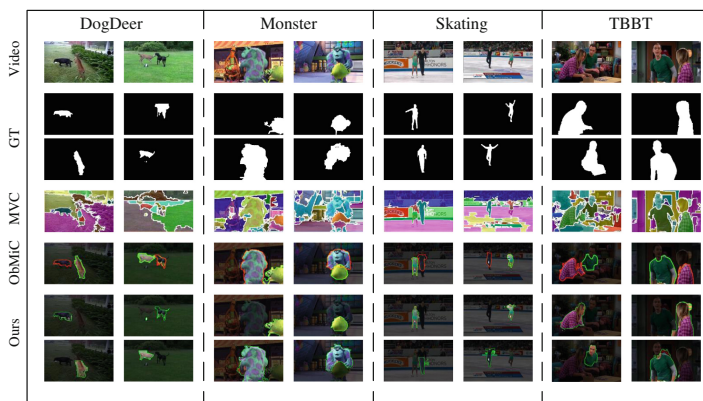 DogDeer Monster Skating TBBT
Video
GT
MVC
ObMiC
Ours